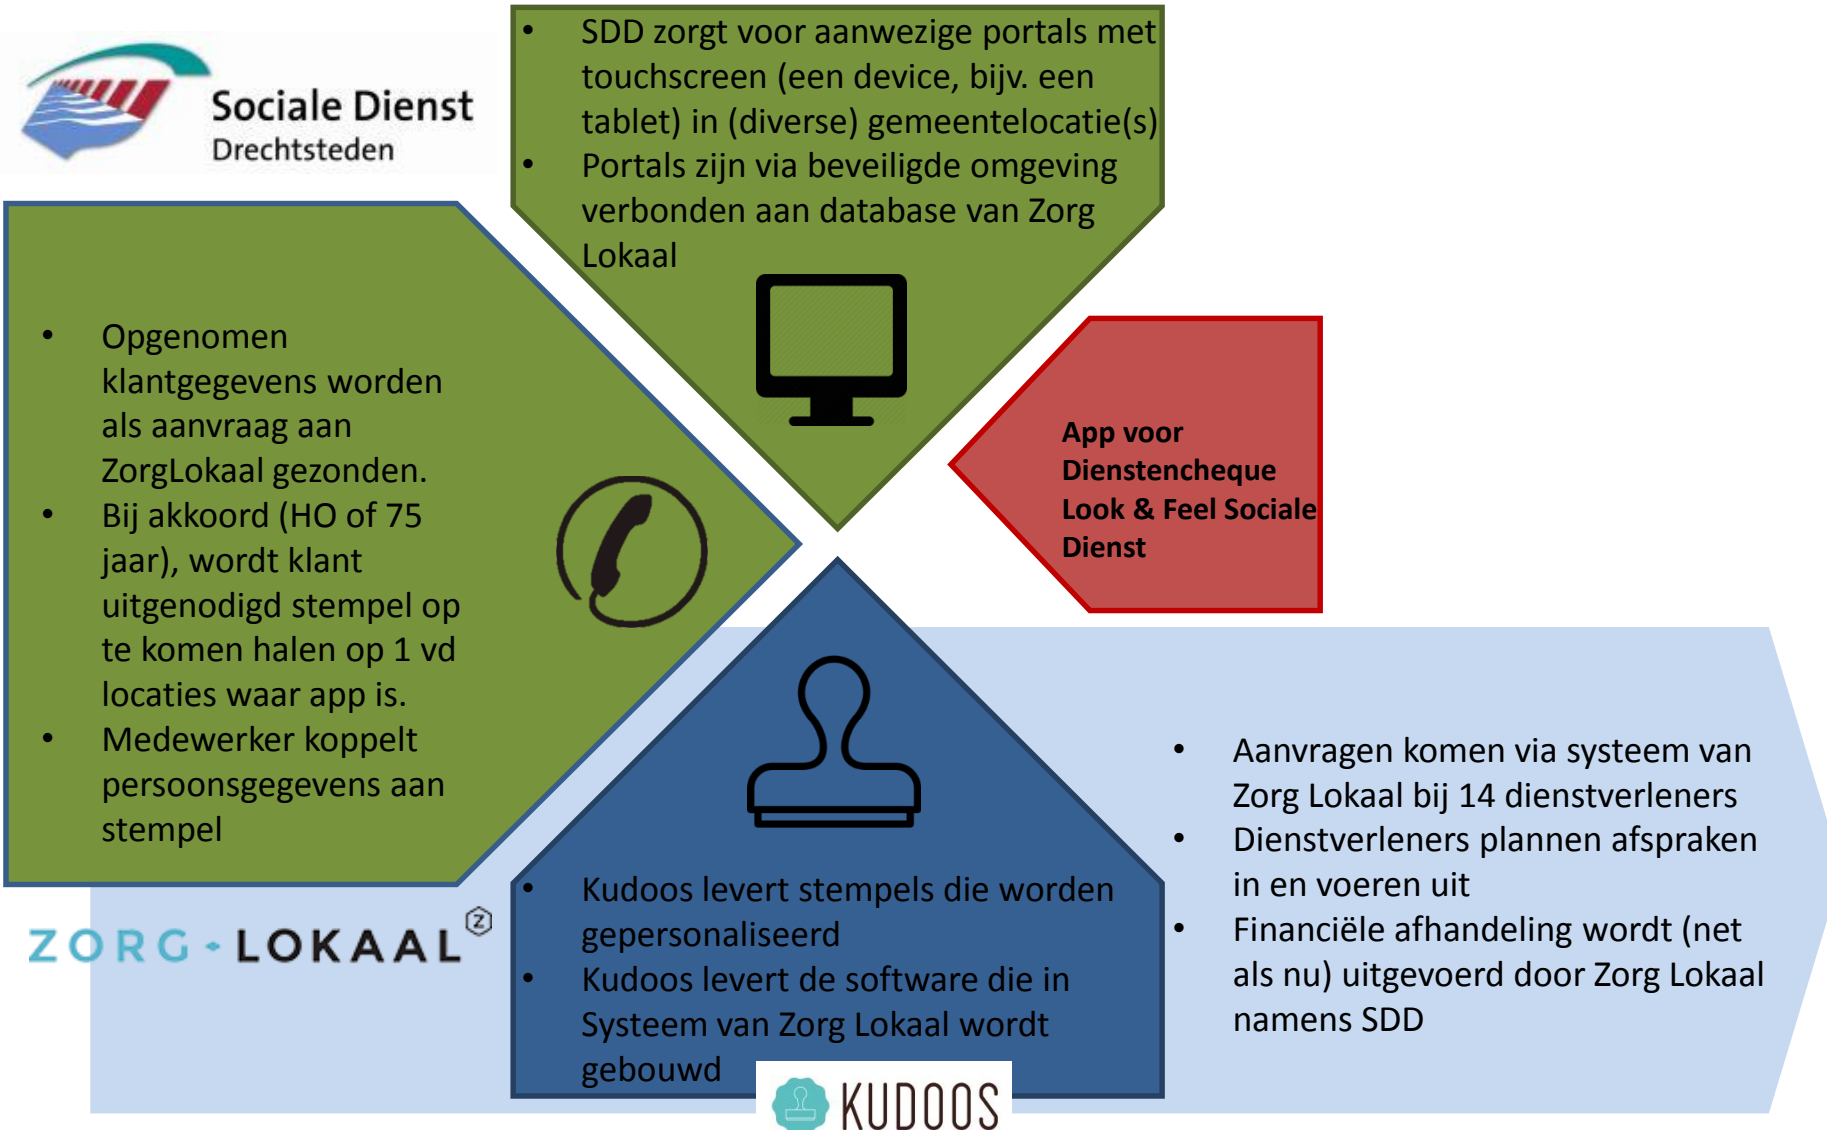 Sociale Dienst
Drechtsteden
• SDD zorgt voor aanwezige portals met
touchscreen (een device, bijv. een
tablet) in (diverse) gemeentelocatie(s)
• Portals zijn via beveiligde omgeving
verbonden aan database van Zorg
Lokaal
• Opgenomen
klantgegevens worden
als aanvraag aan
ZorgLokaal gezonden.
• Bij akkoord (HO of 75
jaar), wordt klant
uitgenodigd stempel op
te komen halen op 1 vd
locaties waar app is.
• Medewerker koppelt
persoonsgegevens aan
stempel
App voor
Dienstencheque
Look & Feel Sociale
Dienst
ZORG • LOKAAL Z
• Kudoos levert stempels die worden
gepersonaliseerd
• Kudoos levert de software die in
Systeem van Zorg Lokaal wordt
gebouwd
KUDOOS
• Aanvragen komen via systeem van
Zorg Lokaal bij 14 dienstverleners
• Dienstverleners plannen afspraken
in en voeren uit
• Financiële afhandeling wordt (net
als nu) uitgevoerd door Zorg Lokaal
namens SDD